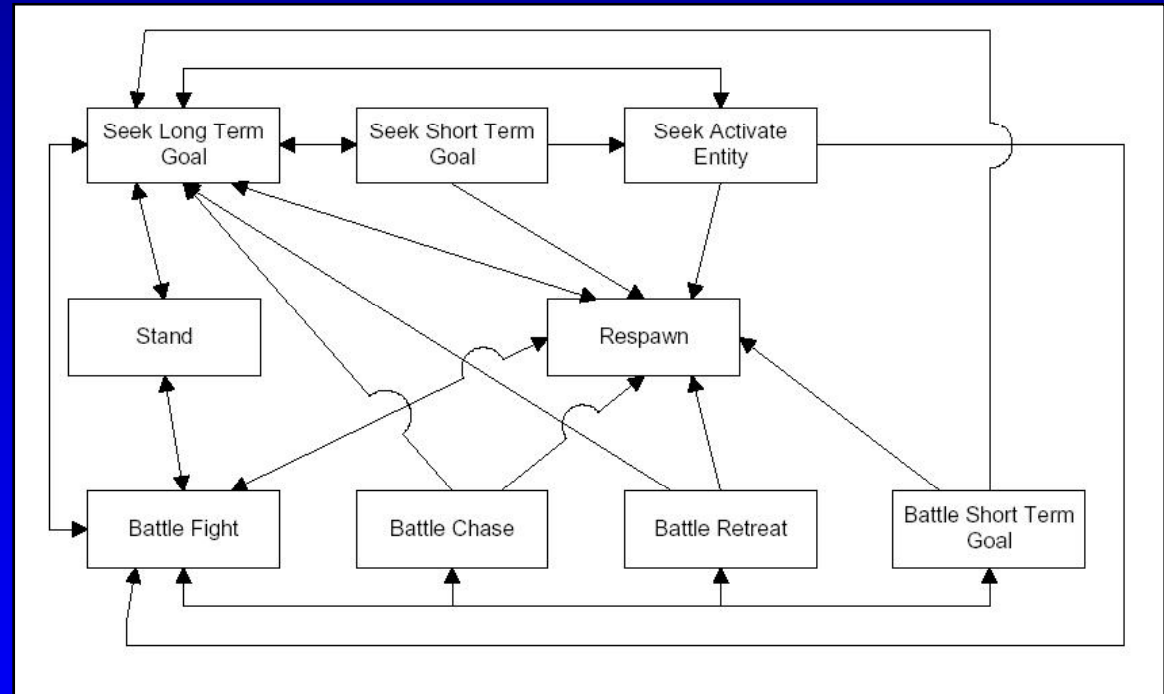 Seek Long Term
Goal
Seek Short Term
Goal
Seek Activate
Entity
Stand
Respawn
Battle Fight
Battle Chase
Battle Retreat
Battle Short Term
Goal